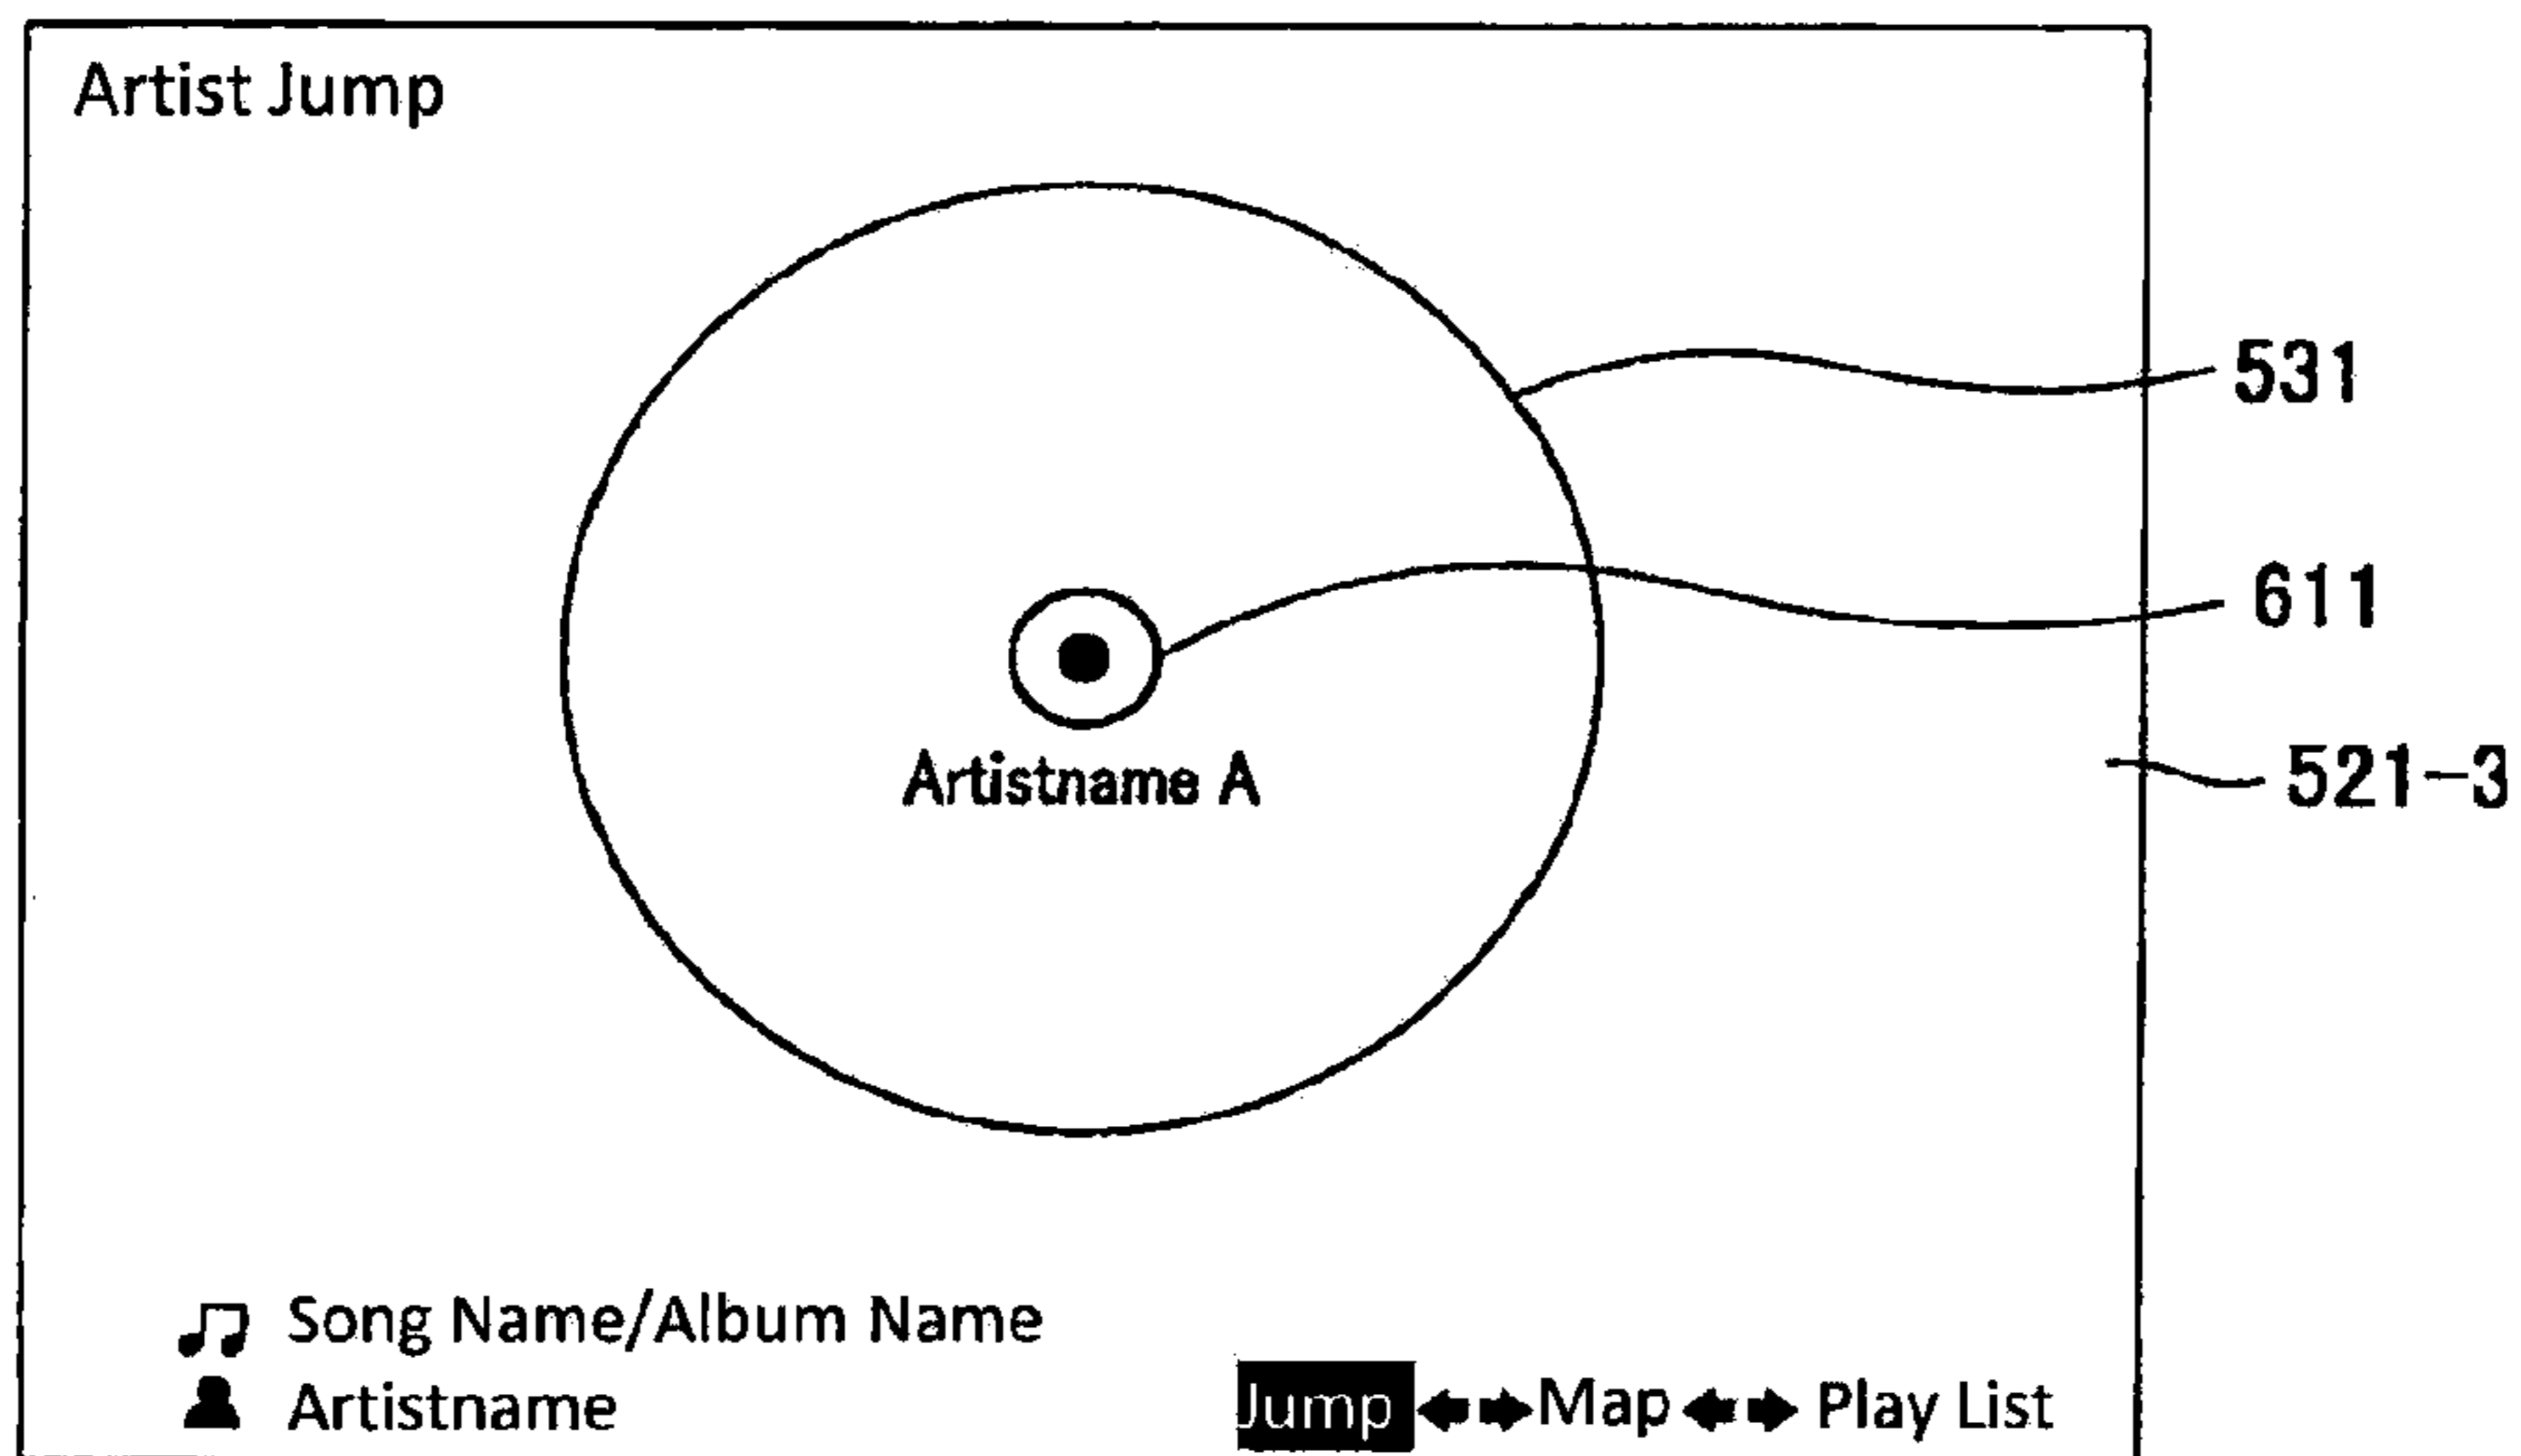 Artist Jump
531
611
Artistname A
521-3
Song Name/Album Name
Artistname
Jump Map Play List